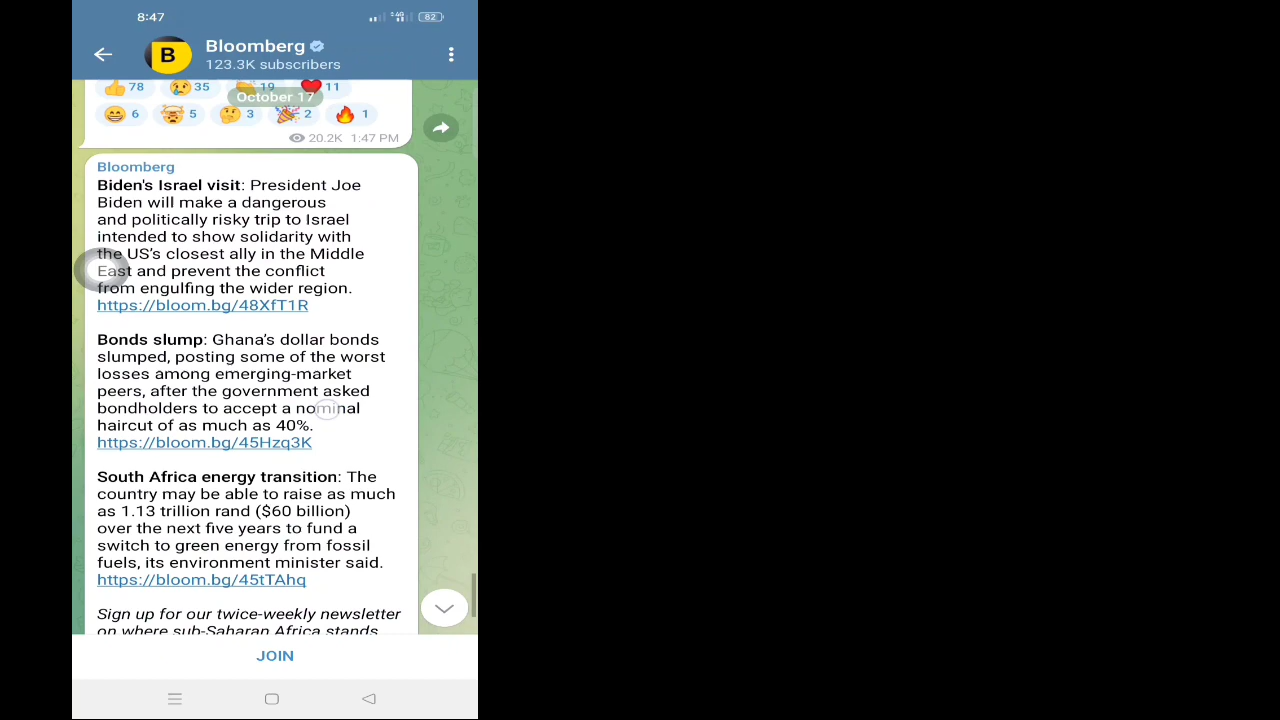 8:47
4G
82
B
Bloomberg
123.3K subscribers
78 35 19 11
October 17
6 5 3 2 1
20.2K 1:47 PM
Bloomberg
Biden's Israel visit: President Joe
Biden will make a dangerous
and politically risky trip to Israel
intended to show solidarity with
the US's closest ally in the Middle
East and prevent the conflict
from engulfing the wider region.
https://bloom.bg/48XfT1R
Bonds slump: Ghana's dollar bonds
slumped, posting some of the worst
losses among emerging-market
peers, after the government asked
bondholders to accept a nominal
haircut of as much as 40%.
https://bloom.bg/45Hzq3K
South Africa energy transition: The
country may be able to raise as much
as 1.13 trillion rand ($60 billion)
over the next five years to fund a
switch to green energy from fossil
fuels, its environment minister said.
https://bloom.bg/45tTAhq
Sign up for our twice-weekly newsletter
on where sub-Saharan Africa stands
JOIN